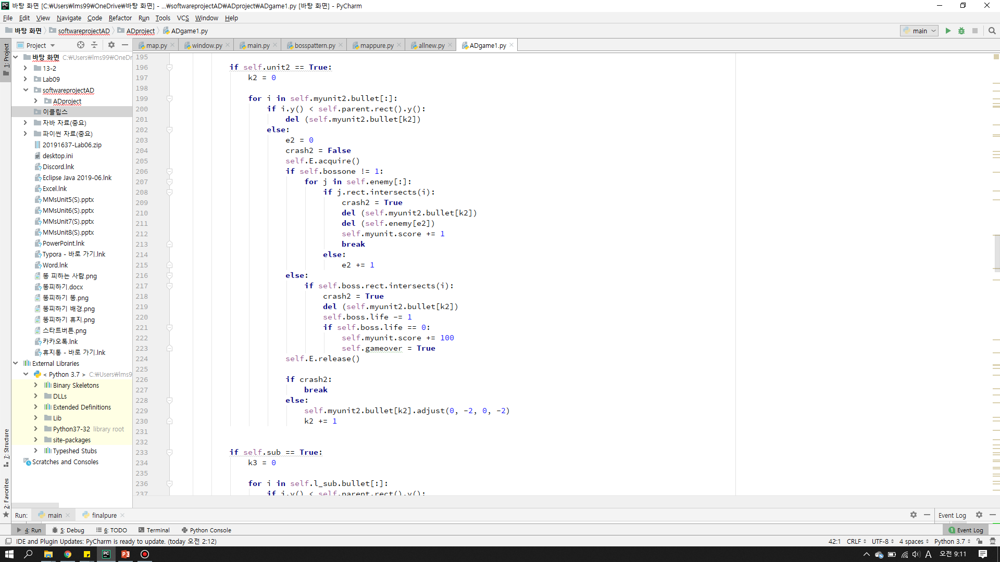 바탕 화면 [C:\Users\lms99\OneDrive\바탕 화면] - ...\softwareprojectAD\ADproject\ADgame1.py [바탕 화면] - PyCharm
File Edit View Navigate Code Refactor Run Tools VCS Window Help
바탕 화면 softwareprojectAD ADproject ADgame1.py main
Project map.py window.py main.py bosspattern.py mappure.py allnew.py ADgame1.py
1: Project
바탕 화면 C:\Users\lms99\OneDr
13-2
Lab09
softwareprojectAD
ADproject
이클립스
자바 자료(중요)
파이썬 자료(중요)
20191637-Lab06.zip
desktop.ini
Discord.lnk
Eclipse Java 2019-06.lnk
Excel.lnk
MMsUnit5(S).pptx
MMsUnit6(S).pptx
MMsUnit7(S).pptx
MMsUnit8(S).pptx
PowerPoint.lnk
Typora - 바로 가기.lnk
Word.lnk
똥 피하는 사람.png
똥피하기.docx
똥피하기 똥.png
똥피하기 배경.png
똥피하기 휴지.png
스타트버튼.png
카카오톡.lnk
휴지통 - 바로 가기.lnk
External Libraries
< Python 3.7 > C:\Users\lms9
Binary Skeletons
DLLs
Extended Definitions
Lib
Python37-32 library root
site-packages
Typeshed Stubs
Scratches and Consoles
7: Structure
2: Favorites
195
196 if self.unit2 == True:
197 k2 = 0
198
199 for i in self.myunit2.bullet[:]:
200 if i.y() < self.parent.rect().y():
201 del (self.myunit2.bullet[k2])
202 else:
203 e2 = 0
204 crash2 = False
205 self.E.acquire()
206 if self.bossone != 1:
207 for j in self.enemy[:]:
208 if j.rect.intersects(i):
209 crash2 = True
210 del (self.myunit2.bullet[k2])
211 del (self.enemy[e2])
212 self.myunit.score += 1
213 break
214 else:
215 e2 += 1
216 else:
217 if self.boss.rect.intersects(i):
218 crash2 = True
219 del (self.myunit2.bullet[k2])
220 self.boss.life -= 1
221 if self.boss.life == 0:
222 self.myunit.score += 100
223 self.gameover = True
224 self.E.release()
225
226 if crash2:
227 break
228 else:
229 self.myunit2.bullet[k2].adjust(0, -2, 0, -2)
230 k2 += 1
231
232
233 if self.sub == True:
234 k3 = 0
235
236 for i in self.l_sub.bullet[:]:
237 if i.y() < self.parent.rect().y():
Run: main finalpure Event Log
4: Run 5: Debug 6: TODO Terminal Python Console 1 Event Log
IDE and Plugin Updates: PyCharm is ready to update. (today 오전 2:12) 42:1 CRLF UTF-8 4 spaces Python 3.7
A 오전 9:11